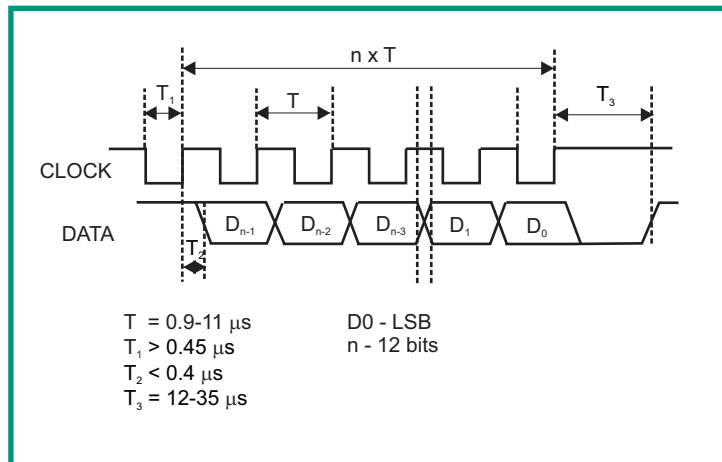 n x T
T₁
T
T₃
CLOCK
DATA
Dₙ₋₁
Dₙ₋₂
Dₙ₋₃
D₁
D₀
T₂
T = 0.9-11 μs
T₁ > 0.45 μs
T₂ < 0.4 μs
T₃ = 12-35 μs
D0 - LSB
n - 12 bits